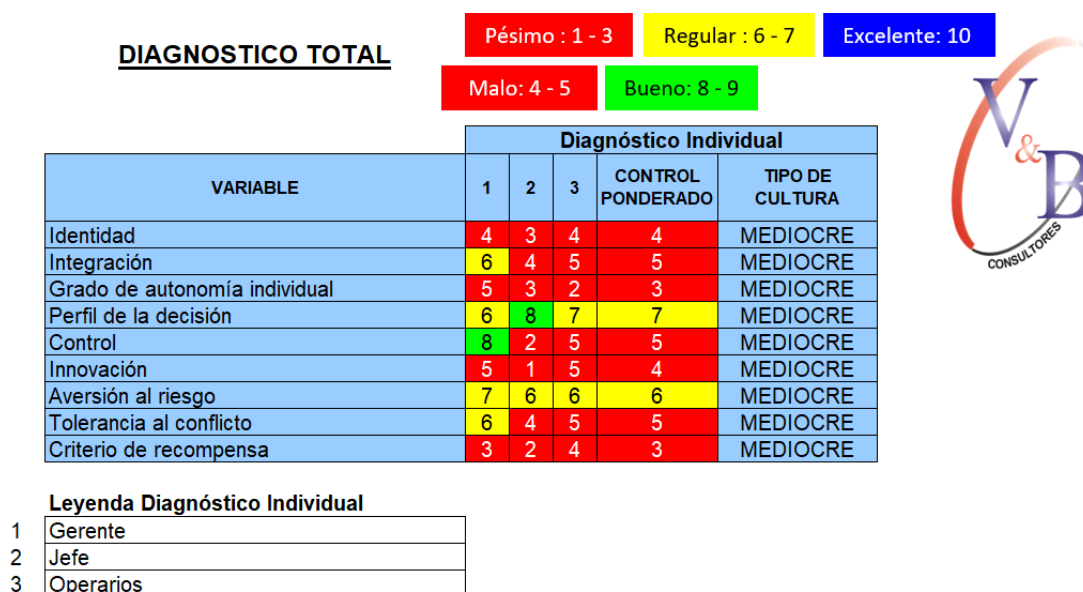 DIAGNOSTICO TOTAL
Pésimo : 1 - 3
Regular : 6 - 7
Excelente: 10
Malo: 4 - 5
Bueno: 8 - 9
V&B
CONSULTORES
Diagnóstico Individual
VARIABLE 1 2 3 CONTROL PONDERADO TIPO DE CULTURA
Identidad 4 3 4 4 MEDIOCRE
Integración 6 4 5 5 MEDIOCRE
Grado de autonomía individual 5 3 2 3 MEDIOCRE
Perfil de la decisión 6 8 7 7 MEDIOCRE
Control 8 2 5 5 MEDIOCRE
Innovación 5 1 5 4 MEDIOCRE
Aversión al riesgo 7 6 6 6 MEDIOCRE
Tolerancia al conflicto 6 4 5 5 MEDIOCRE
Criterio de recompensa 3 2 4 3 MEDIOCRE
Leyenda Diagnóstico Individual
1 Gerente
2 Jefe
3 Operarios